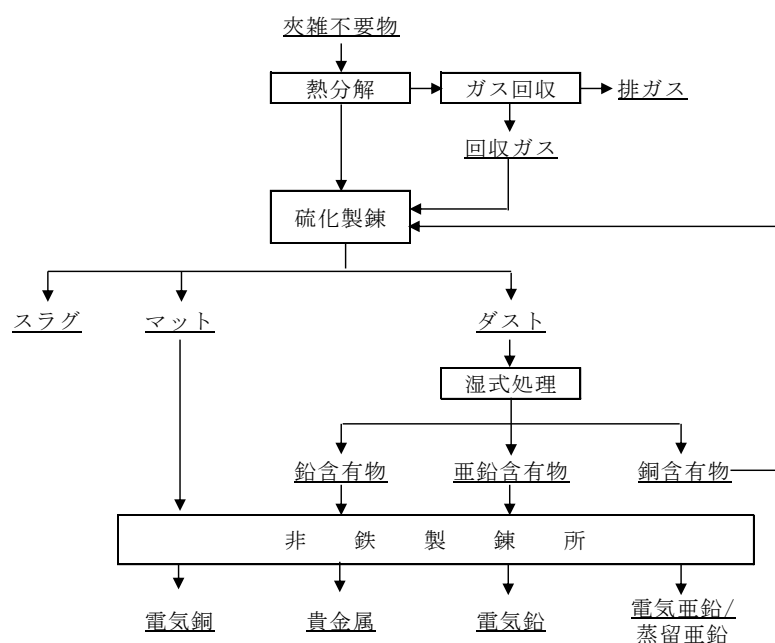 夾雑不要物
熱分解
ガス回収
排ガス
回収ガス
硫化製錬
スラグ
マット
ダスト
湿式処理
鉛含有物
亜鉛含有物
銅含有物
非鉄製錬所
電気銅
貴金属
電気鉛
電気亜鉛/
蒸留亜鉛